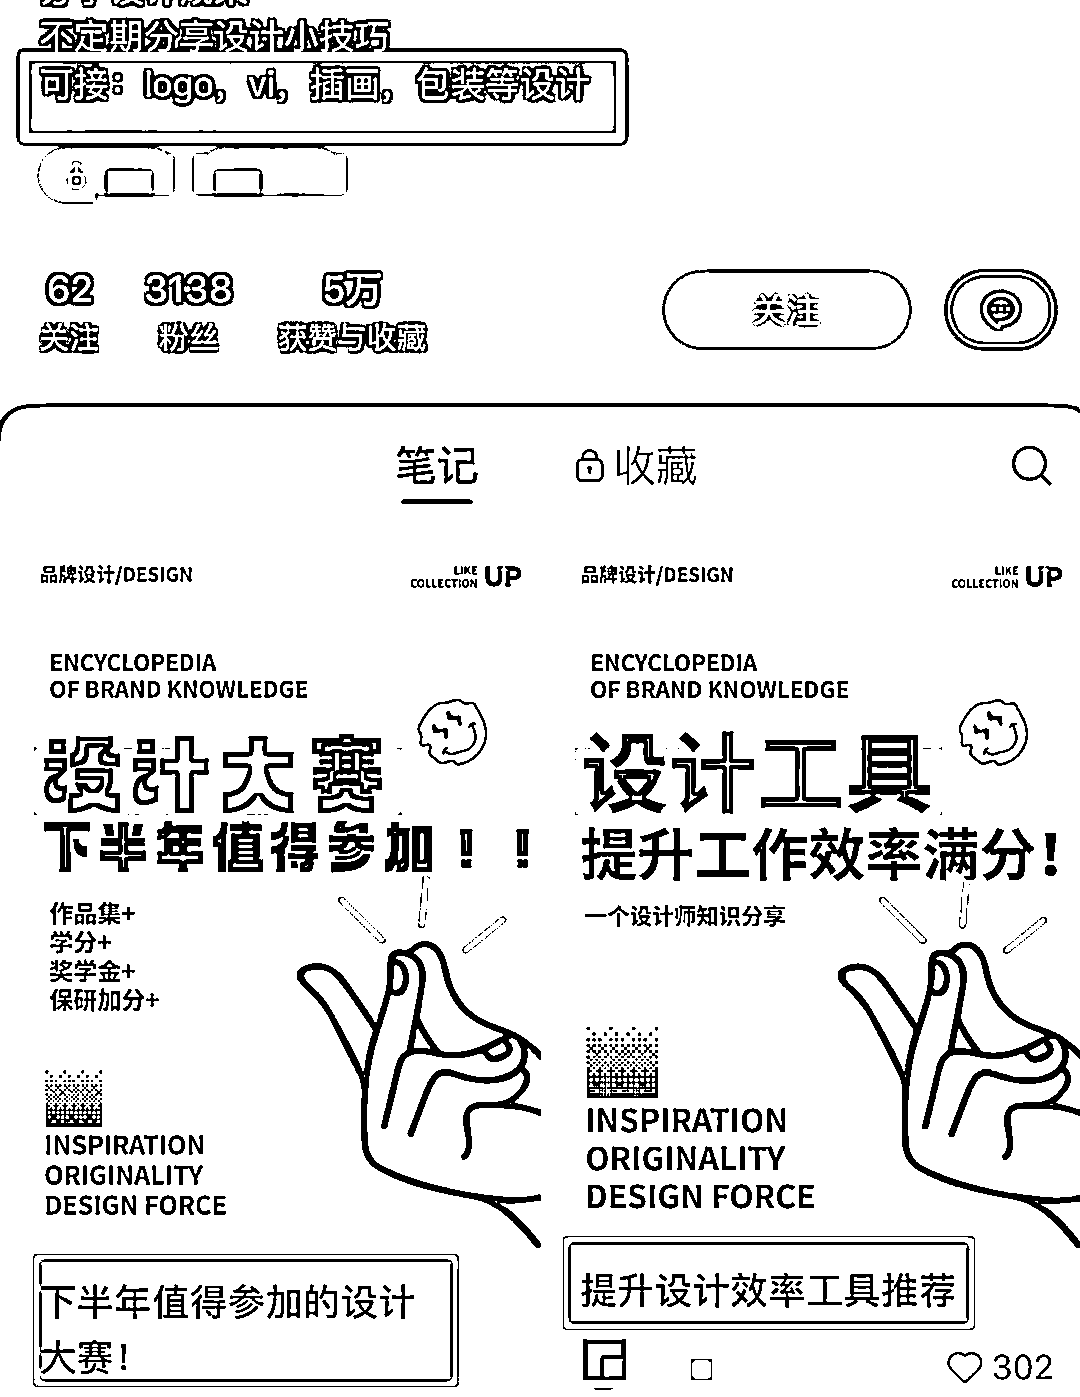 不定期分享设计小技巧
可接：logo，vi，插画，包装等设计
62 3138 5万
关注 粉丝 获赞与收藏
关注
笔记 收藏
品牌设计/DESIGN
LIKE
COLLECTION UP
ENCYCLOPEDIA
OF BRAND KNOWLEDGE
设计大赛
下半年值得参加！！
作品集+
学分+
奖学金+
保研加分+
INSPIRATION
ORIGINALITY
DESIGN FORCE
下半年值得参加的设计
大赛！
品牌设计/DESIGN
LIKE
COLLECTION UP
ENCYCLOPEDIA
OF BRAND KNOWLEDGE
设计工具
提升工作效率满分！
一个设计师知识分享
INSPIRATION
ORIGINALITY
DESIGN FORCE
提升设计效率工具推荐
302